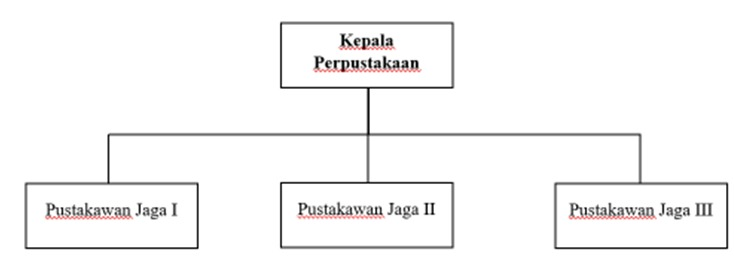 Kepala
Perpustakaan
Pustakawan Jaga I
Pustakawan Jaga II
Pustakawan Jaga III